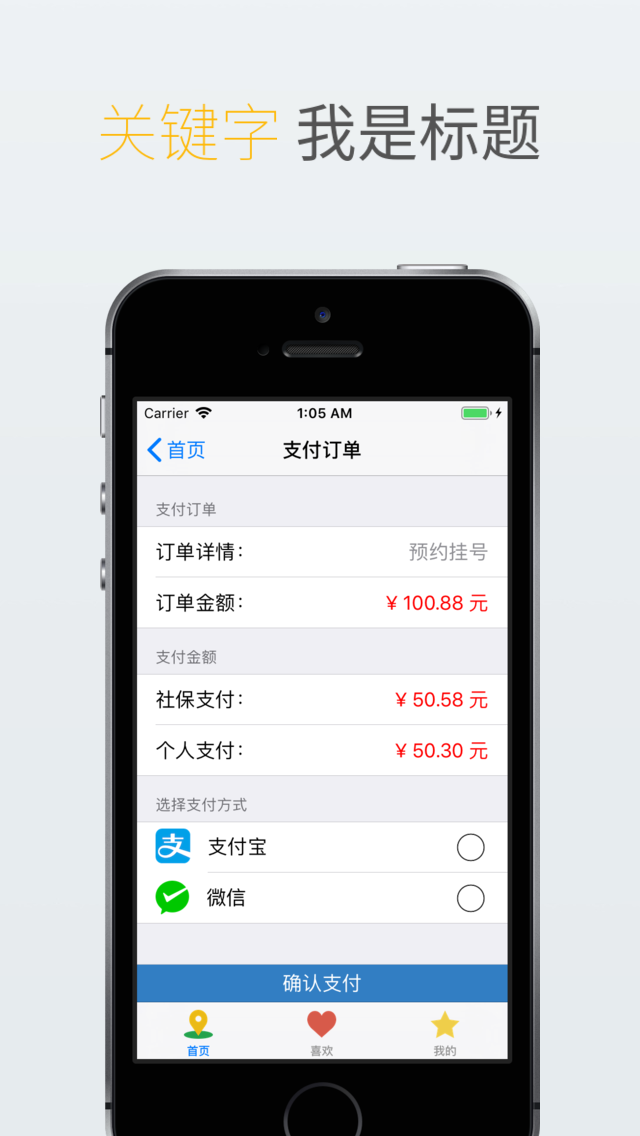 关键字 我是标题
Carrier 1:05 AM
首页 支付订单
支付订单
订单详情： 预约挂号
订单金额： ¥ 100.88 元
支付金额
社保支付： ¥ 50.58 元
个人支付： ¥ 50.30 元
选择支付方式
支 支付宝
微信
确认支付
首页 喜欢 我的